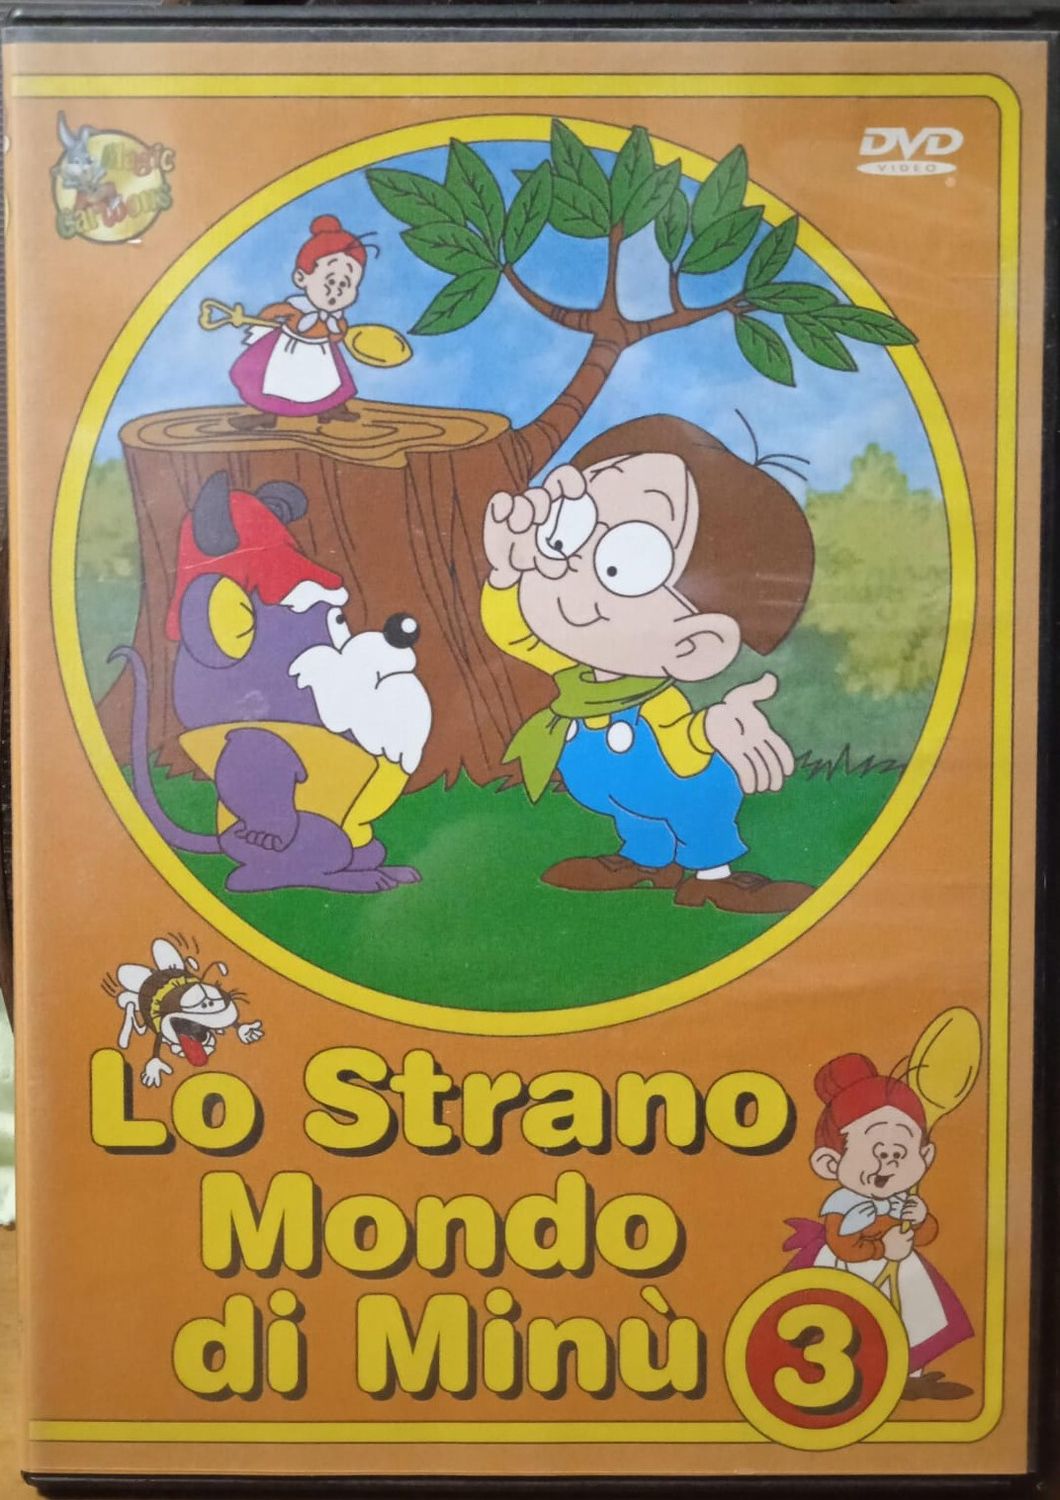 Magic
Cartoons
DVD
VIDEO
Lo Strano
Mondo
di Minù
3